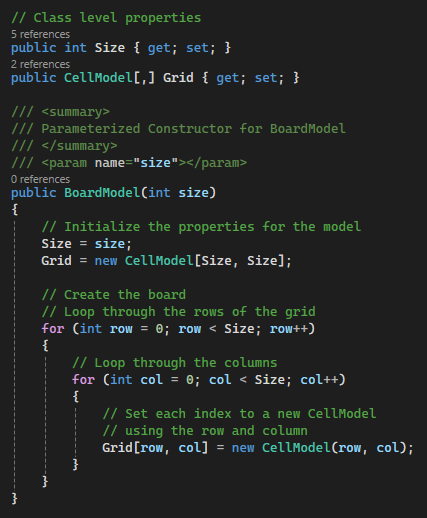 // Class level properties
5 references
public int Size { get; set; }
2 references
public CellModel[,] Grid { get; set; }
/// <summary>
/// Parameterized Constructor for BoardModel
/// </summary>
/// <param name="size"></param>
0 references
public BoardModel(int size)
{
    // Initialize the properties for the model
    Size = size;
    Grid = new CellModel[Size, Size];
    // Create the board
    // Loop through the rows of the grid
    for (int row = 0; row < Size; row++)
    {
        // Loop through the columns
        for (int col = 0; col < Size; col++)
        {
            // Set each index to a new CellModel
            // using the row and column
            Grid[row, col] = new CellModel(row, col);
        }
    }
}